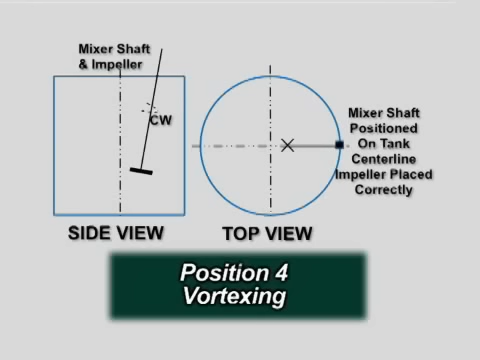 Mixer Shaft
& Impeller
CW
Mixer Shaft
Positioned
On Tank
Centerline
Impeller Placed
Correctly
SIDE VIEW
TOP VIEW
Position 4
Vortexing